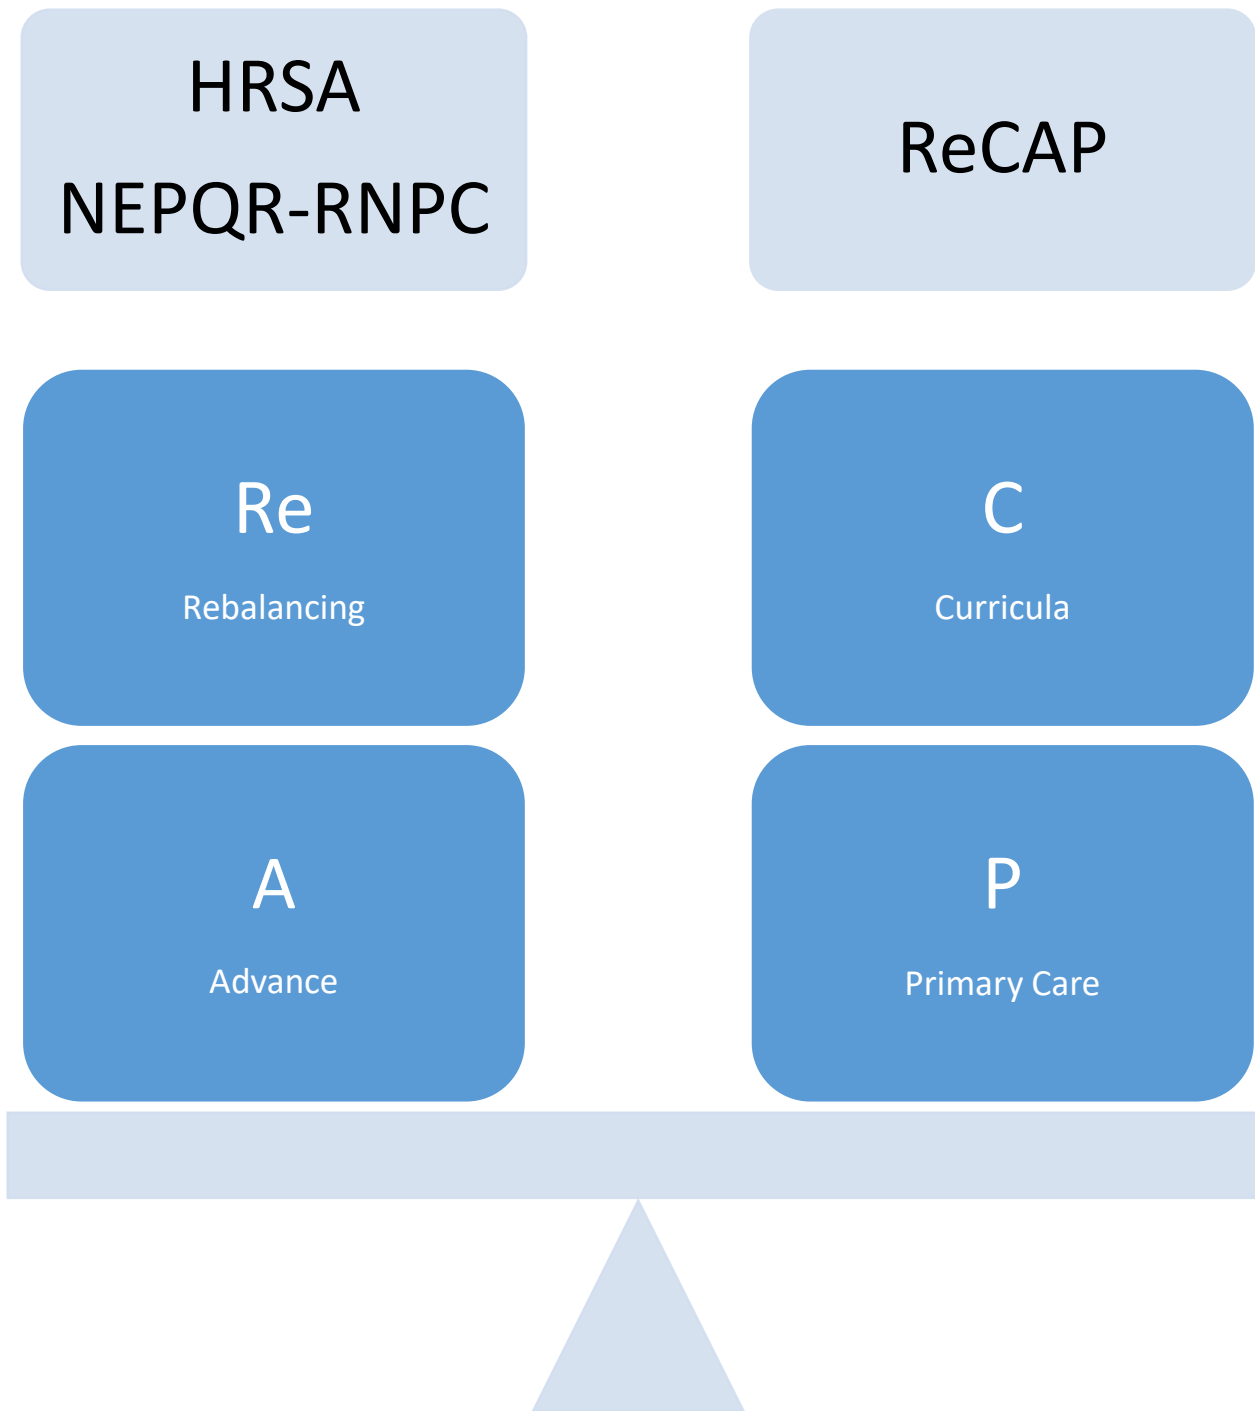 HRSA
NEPQR-RNPC
ReCAP
Re
Rebalancing
C
Curricula
A
Advance
P
Primary Care